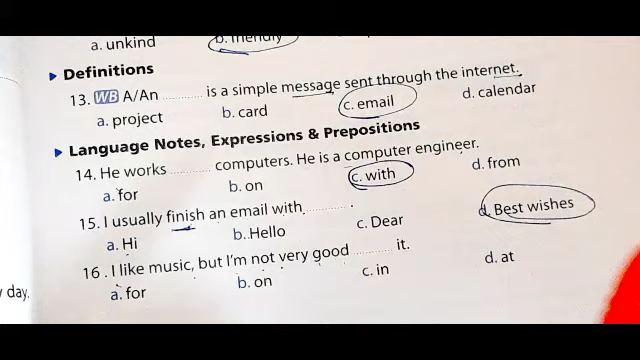 a. unkind b. friendly
Definitions
13. WB A/An ............ is a simple message sent through the internet.
a. project b. card c. email d. calendar
Language Notes, Expressions & Prepositions
14. He works ............ computers. He is a computer engineer.
a. for b. on c. with d. from
15. I usually finish an email with ............ .
a. Hi b. Hello c. Dear d. Best wishes
16 . I like music, but I'm not very good ............ it.
a. for b. on c. in d. at
day.